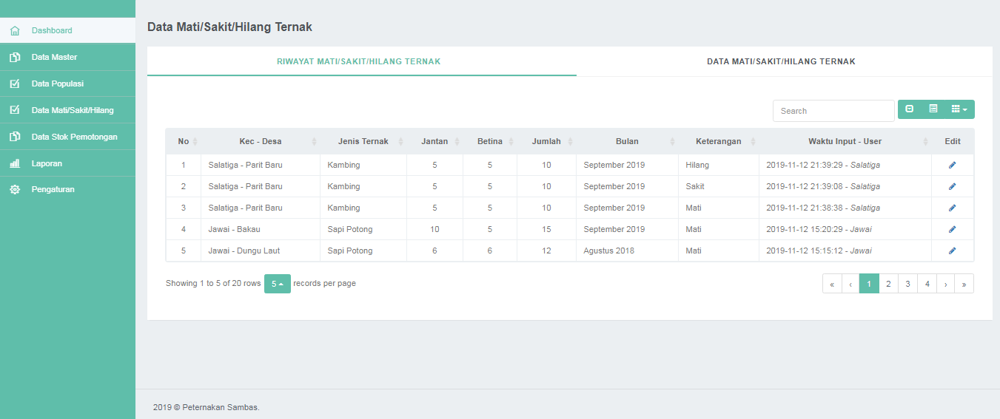 Data Mati/Sakit/Hilang Ternak
Dashboard
Data Master
Data Populasi
Data Mati/Sakit/Hilang
Data Stok Pemotongan
Laporan
Pengaturan
RIWAYAT MATI/SAKIT/HILANG TERNAK DATA MATI/SAKIT/HILANG TERNAK
Search
No Kec - Desa Jenis Ternak Jantan Betina Jumlah Bulan Keterangan Waktu Input - User Edit
1 Salatiga - Parit Baru Kambing 5 5 10 September 2019 Hilang 2019-11-12 21:39:29 - Salatiga
2 Salatiga - Parit Baru Kambing 5 5 10 September 2019 Sakit 2019-11-12 21:39:08 - Salatiga
3 Salatiga - Parit Baru Kambing 5 5 10 September 2019 Mati 2019-11-12 21:38:38 - Salatiga
4 Jawai - Bakau Sapi Potong 10 5 15 September 2019 Mati 2019-11-12 15:20:29 - Jawai
5 Jawai - Dungu Laut Sapi Potong 6 6 12 Agustus 2018 Mati 2019-11-12 15:15:12 - Jawai
Showing 1 to 5 of 20 rows 5 records per page « ‹ 1 2 3 4 › »
2019 © Peternakan Sambas.